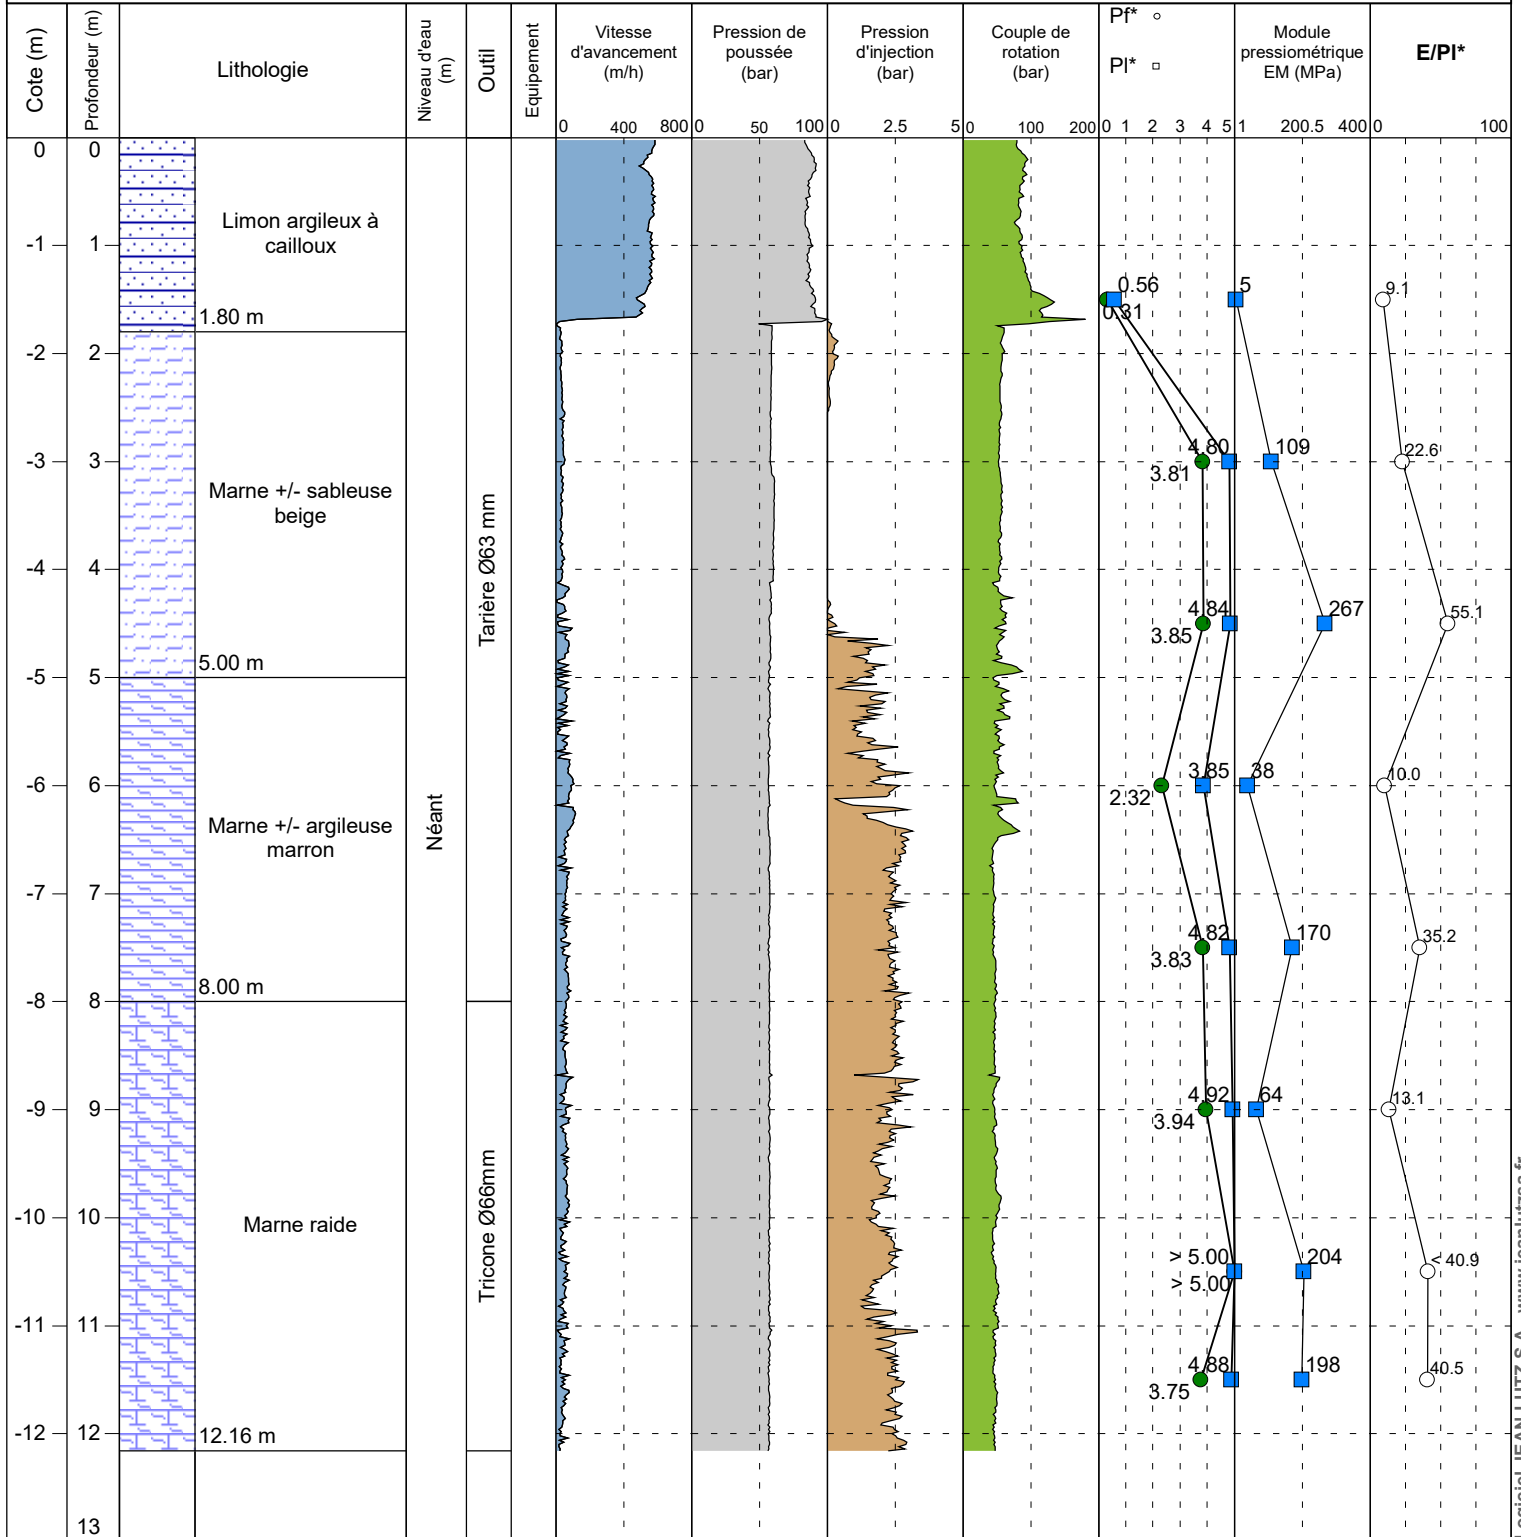 Cote (m)
Profondeur (m)
Lithologie
Niveau d'eau
(m)
Outil
Equipement
Vitesse
d'avancement
(m/h)
0 400 800
Pression de
poussée
(bar)
0 50 100
Pression
d'injection
(bar)
0 2.5 5
Couple de
rotation
(bar)
0 100 200
Pf*
Pl*
0 1 2 3 4 5
Module
pressiométrique
EM (MPa)
1 200.5 400
E/Pl*
0 100
0 0
-1 1
-2 2
-3 3
-4 4
-5 5
-6 6
-7 7
-8 8
-9 9
-10 10
-11 11
-12 12
13
Limon argileux à
cailloux
1.80 m
Marne +/- sableuse
beige
5.00 m
Marne +/- argileuse
marron
8.00 m
Marne raide
12.16 m
Néant
Tarière Ø63 mm
Tricone Ø66mm
0.56 5 9.1
0.31
4.80 109 22.6
3.81
4.84 267 55.1
3.85
3.85 38 10.0
2.32
4.82 170 35.2
3.83
4.92 64 13.1
3.94
> 5.00 204 < 40.9
> 5.00
4.88 198 40.5
3.75
JEAN LUTZ S.A.